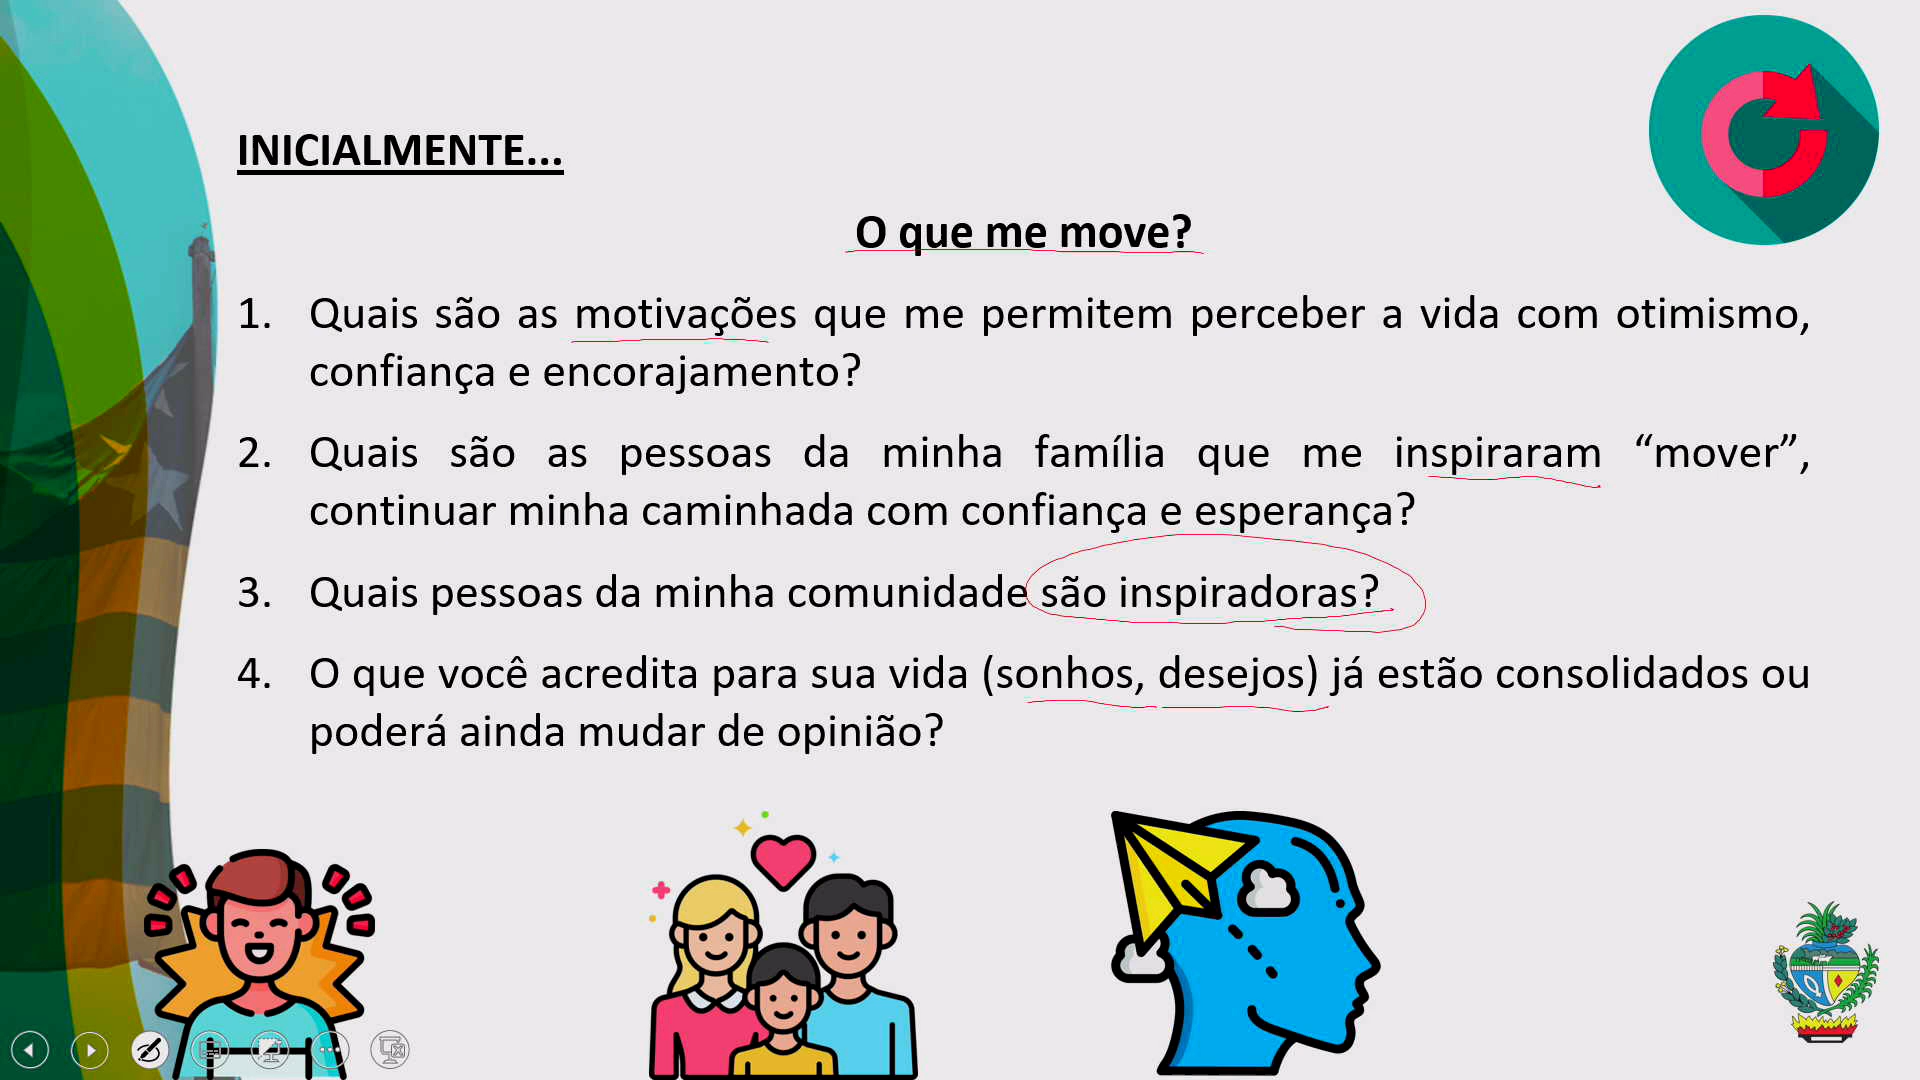 INICIALMENTE...
O que me move?
1. Quais são as motivações que me permitem perceber a vida com otimismo,
confiança e encorajamento?
2. Quais são as pessoas da minha família que me inspiraram “mover”,
continuar minha caminhada com confiança e esperança?
3. Quais pessoas da minha comunidade são inspiradoras?
4. O que você acredita para sua vida (sonhos, desejos) já estão consolidados ou
poderá ainda mudar de opinião?